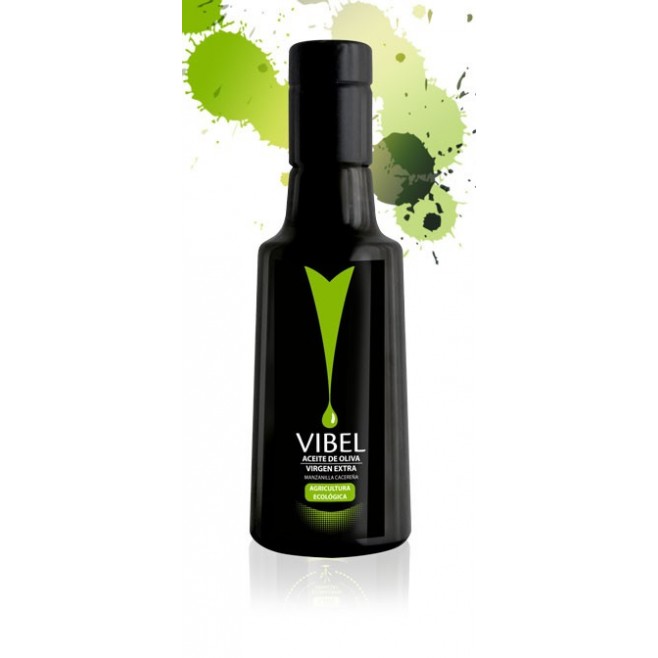 VIBEL
ACEITE DE OLIVA
VIRGEN EXTRA
MANZANILLA CACEREÑA
AGRICULTURA
ECOLÓGICA